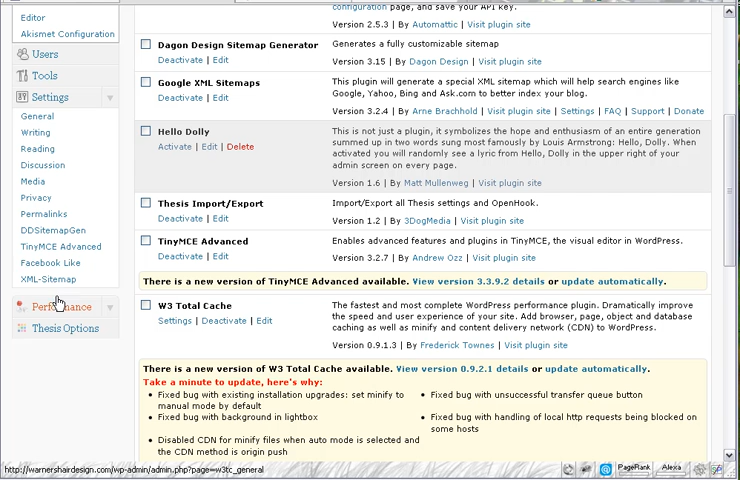 configuration page, and save your API key.
Editor
Version 2.5.3 | By Automattic | Visit plugin site
Akismet Configuration
Users
Dagon Design Sitemap Generator
Generates a fully customizable sitemap
Deactivate | Edit
Version 3.15 | By Dagon Design | Visit plugin site
Tools
Google XML Sitemaps
This plugin will generate a special XML sitemap which will help search engines like
Google, Yahoo, Bing and Ask.com to better index your blog.
Deactivate | Edit
Version 3.2.4 | By Arne Brachhold | Visit plugin site | Settings | FAQ | Support | Donate
Settings
General
Writing
Reading
Discussion
Media
Privacy
Permalinks
DDSitemapGen
TinyMCE Advanced
Facebook Like
XML-Sitemap
Performance
Thesis Options
Hello Dolly
This is not just a plugin, it symbolizes the hope and enthusiasm of an entire generation
summed up in two words sung most famously by Louis Armstrong: Hello, Dolly. When
activated you will randomly see a lyric from Hello, Dolly in the upper right of your
admin screen on every page.
Activate | Edit | Delete
Version 1.6 | By Matt Mullenweg | Visit plugin site
Thesis Import/Export
Import/Export all Thesis settings and OpenHook.
Deactivate | Edit
Version 1.2 | By 3DogMedia | Visit plugin site
TinyMCE Advanced
Enables advanced features and plugins in TinyMCE, the visual editor in WordPress.
Deactivate | Edit
Version 3.2.7 | By Andrew Ozz | Visit plugin site
There is a new version of TinyMCE Advanced available. View version 3.3.9.2 details or update automatically.
W3 Total Cache
The fastest and most complete WordPress performance plugin. Dramatically improve
the speed and user experience of your site. Add browser, page, object and database
caching as well as minify and content delivery network (CDN) to WordPress.
Settings | Deactivate | Edit
Version 0.9.1.3 | By Frederick Townes | Visit plugin site
There is a new version of W3 Total Cache available. View version 0.9.2.1 details or update automatically.
Take a minute to update, here's why:
Fixed bug with existing installation upgrades: set minify to
manual mode by default
Fixed bug with unsuccessful transfer queue button
Fixed bug with background in lightbox
Fixed bug with handling of local http requests being blocked on
some hosts
Disabled CDN for minify files when auto mode is selected and
the CDN method is origin push
http://warnershairdesign.com/wp-admin/admin.php?page=w3tc_general
PageRank
Alexa